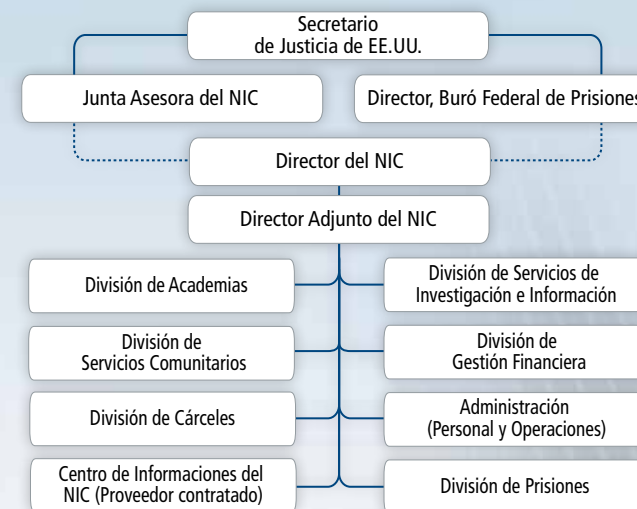 Secretario
de Justicia de EE.UU.
Junta Asesora del NIC
Director, Buró Federal de Prisiones
Director del NIC
Director Adjunto del NIC
División de Academias
División de Servicios de
Investigación e Información
División de
Servicios Comunitarios
División de
Gestión Financiera
División de Cárceles
Administración
(Personal y Operaciones)
Centro de Informaciones del
NIC (Proveedor contratado)
División de Prisiones